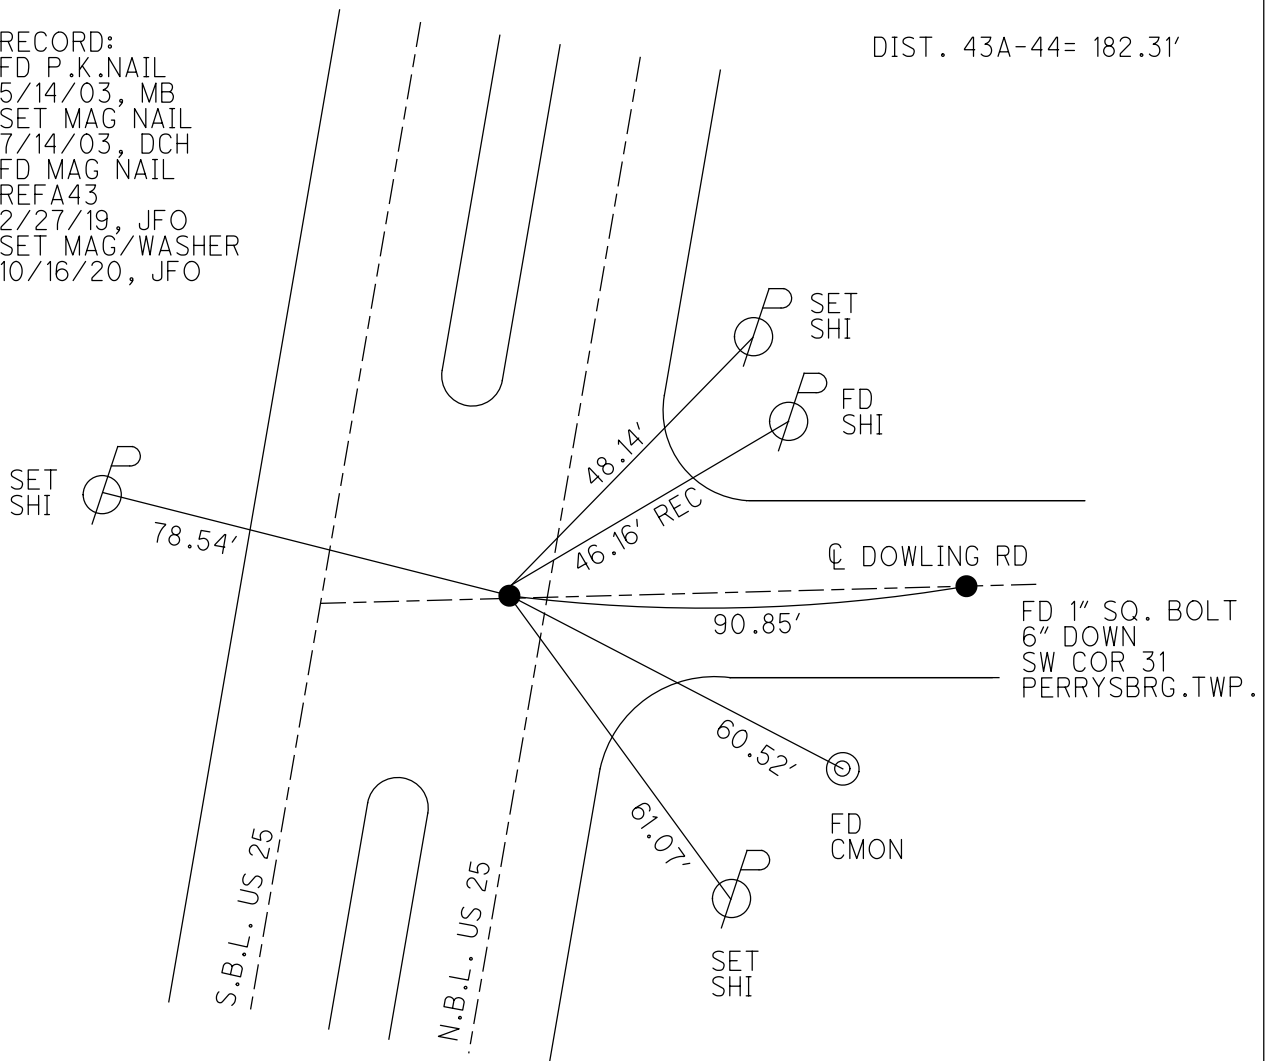 RECORD:
FD P.K.NAIL
5/14/03, MB
SET MAG NAIL
7/14/03, DCH
FD MAG NAIL
REFA43
2/27/19, JFO
SET MAG/WASHER
10/16/20, JFO
DIST. 43A-44= 182.31'
SET
SHI
FD
SHI
48.14'
46.16' REC
SET
SHI
78.54'
℄ DOWLING RD
90.85'
FD 1" SQ. BOLT
6" DOWN
SW COR 31
PERRYSBRG.TWP.
60.52'
61.07'
FD
CMON
SET
SHI
S.B.L. US 25
N.B.L. US 25